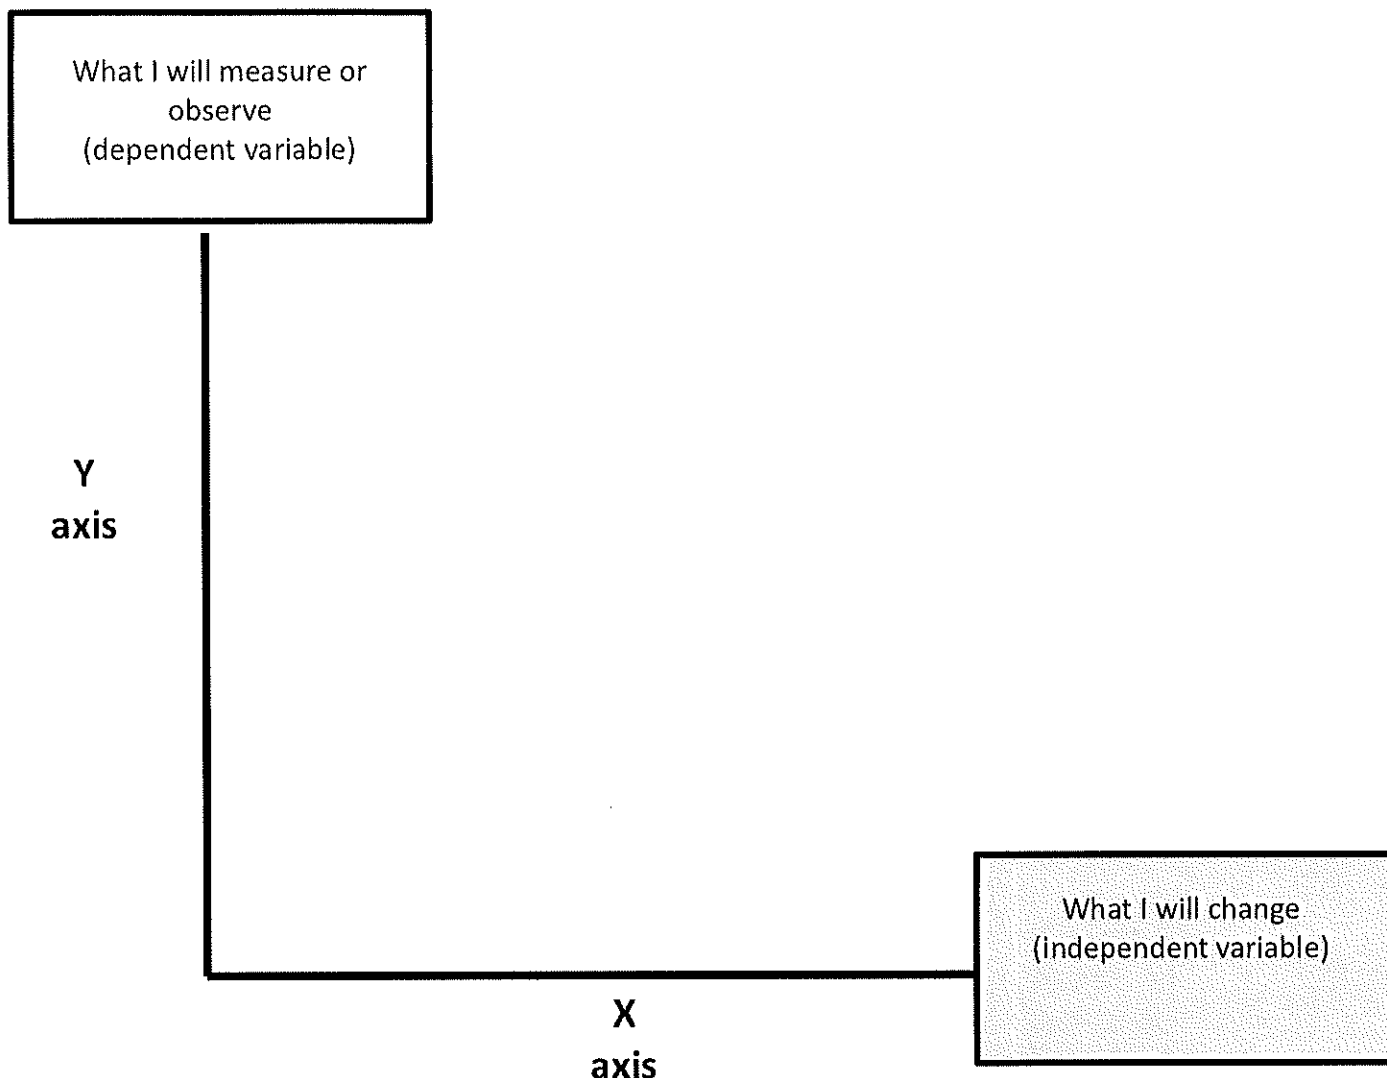 What I will measure or
observe
(dependent variable)
Y
axis
What I will change
(independent variable)
X
axis